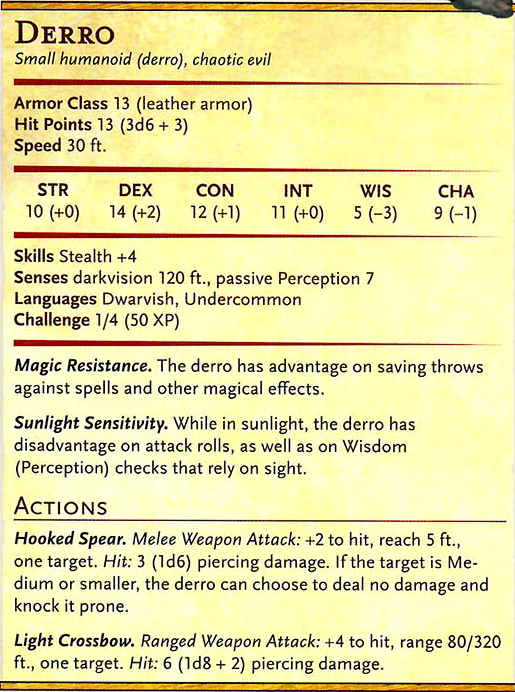 DERRO
Small humanoid (derro), chaotic evil
Armor Class 13 (leather armor)
Hit Points 13 (3d6 + 3)
Speed 30 ft.
STR DEX CON INT WIS CHA
10 (+0) 14 (+2) 12 (+1) 11 (+0) 5 (–3) 9 (–1)
Skills Stealth +4
Senses darkvision 120 ft., passive Perception 7
Languages Dwarvish, Undercommon
Challenge 1/4 (50 XP)
Magic Resistance. The derro has advantage on saving throws
against spells and other magical effects.
Sunlight Sensitivity. While in sunlight, the derro has
disadvantage on attack rolls, as well as on Wisdom
(Perception) checks that rely on sight.
ACTIONS
Hooked Spear. Melee Weapon Attack: +2 to hit, reach 5 ft.,
one target. Hit: 3 (1d6) piercing damage. If the target is Me-
dium or smaller, the derro can choose to deal no damage and
knock it prone.
Light Crossbow. Ranged Weapon Attack: +4 to hit, range 80/320
ft., one target. Hit: 6 (1d8 + 2) piercing damage.